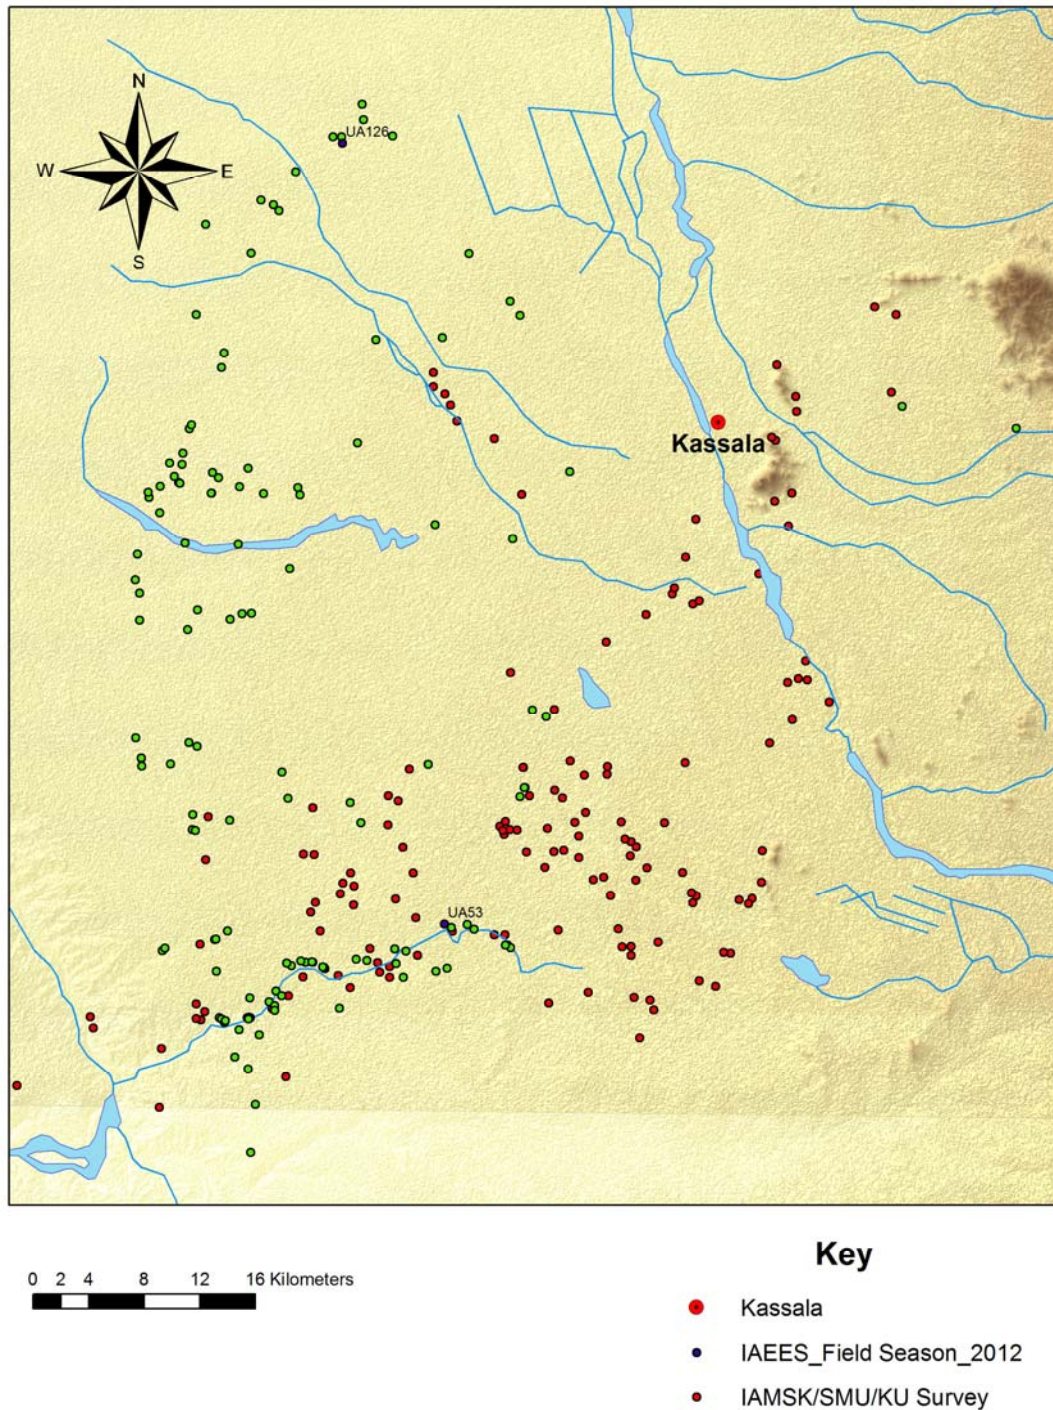 N
UA126
W E
S
Kassala
UA53
Key
0 2 4 8 12 16 Kilometers
Kassala
IAEES_Field Season_2012
IAMSK/SMU/KU Survey